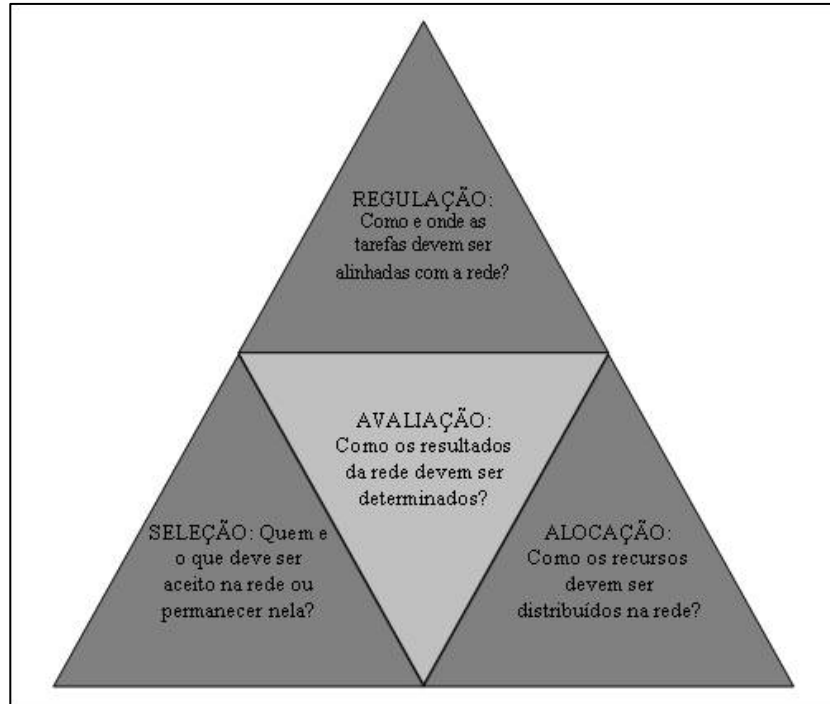 REGULAÇÃO:
Como e onde as
tarefas devem ser
alinhadas com a rede?
AVALIAÇÃO:
Como os resultados
da rede devem ser
determinados?
SELEÇÃO: Quem e
o que deve ser
aceito na rede ou
permanecer nela?
ALOCAÇÃO:
Como os recursos
devem ser
distribuídos na rede?